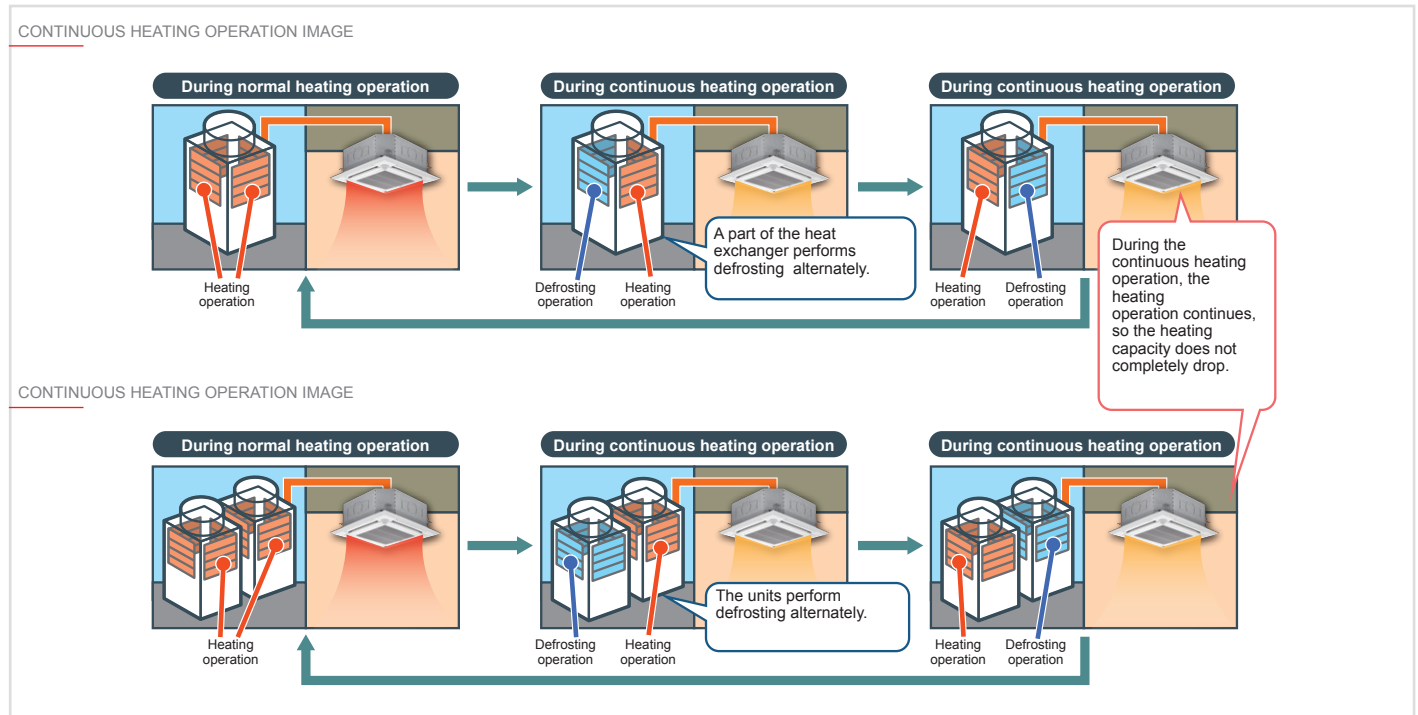 CONTINUOUS HEATING OPERATION IMAGE
During normal heating operation
During continuous heating operation
During continuous heating operation
A part of the heat
exchanger performs
defrosting alternately.
During the
continuous heating
operation, the
heating
operation continues,
so the heating
capacity does not
completely drop.
Heating
operation
Defrosting
operation
Heating
operation
Heating
operation
Defrosting
operation
CONTINUOUS HEATING OPERATION IMAGE
During normal heating operation
During continuous heating operation
During continuous heating operation
The units perform
defrosting alternately.
Heating
operation
Defrosting
operation
Heating
operation
Heating
operation
Defrosting
operation